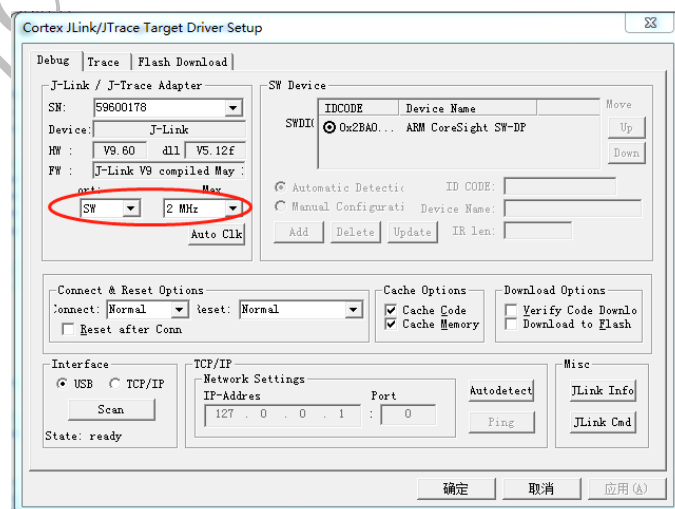 Cortex JLink/JTrace Target Driver Setup
Debug Trace Flash Download
J-Link / J-Trace Adapter
SN: 59600178
Device: J-Link
HW : V9.60 dll V5.12f
FW : J-Link V9 compiled May
ort: Max
SW 2 MHz
Auto Clk
SW Device
IDCODE Device Name
SWDI 0x2BA0... ARM CoreSight SW-DP
Move
Up
Down
Automatic Detectic ID CODE:
Manual Configurati Device Name:
Add Delete Update IR len:
Connect & Reset Options
Connect: Normal Reset: Normal
Reset after Conn
Cache Options
Cache Code
Cache Memory
Download Options
Verify Code Downlo
Download to Flash
Interface
USB TCP/IP
Scan
State: ready
TCP/IP
Network Settings
IP-Addres Port
127 . 0 . 0 . 1 : 0
Autodetect
Ping
Misc
JLink Info
JLink Cmd
确定 取消 应用(A)